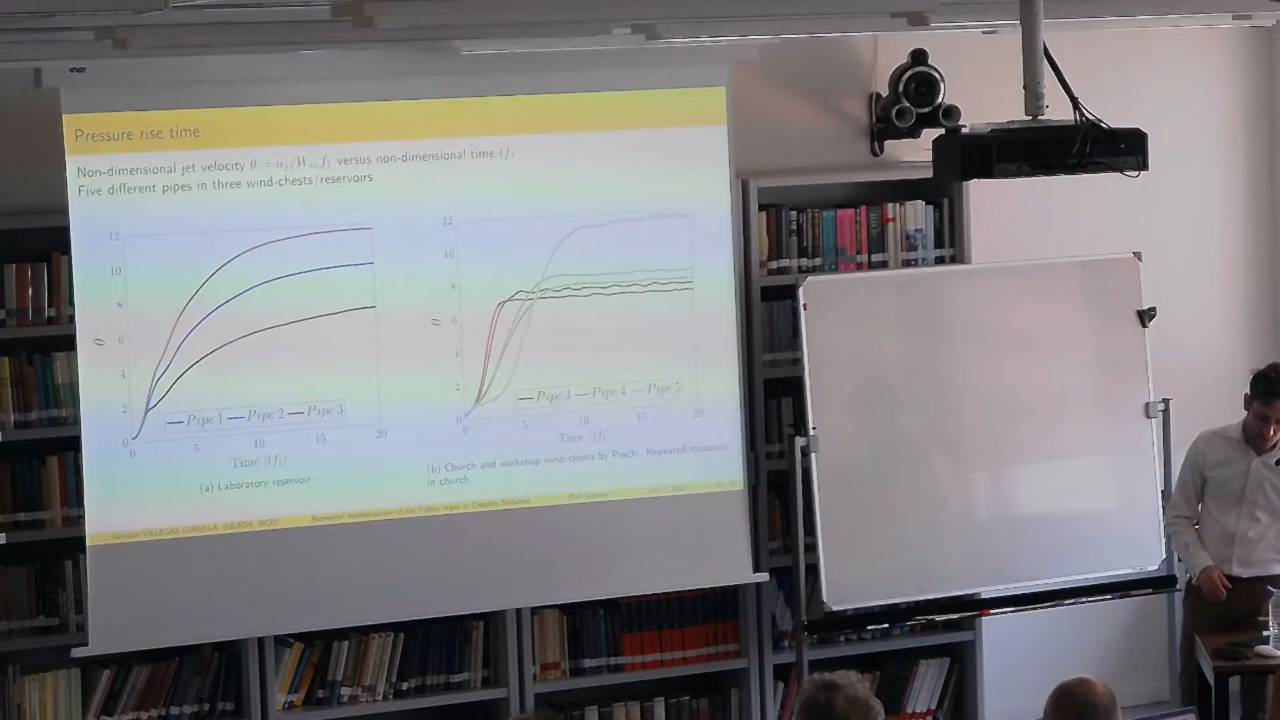 Pressure rise time
Non-dimensional jet velocity θ = u_j/W_m f_1 versus non-dimensional time tf_1
Five different pipes in three wind-chests/reservoirs
12
10
8
6
4
2
0
θ
Pipe 1 Pipe 2 Pipe 3
0 5 10 15 20
Time [tf_1]
(a) Laboratory reservoir
12
10
8
6
4
2
0
θ
Pipe 3 Pipe 4 Pipe 5
0 5 10 15 20
Time [tf_1]
(b) Church and workshop wind-chests by Pinchi. Repeated measures
in church
VILLEGAS